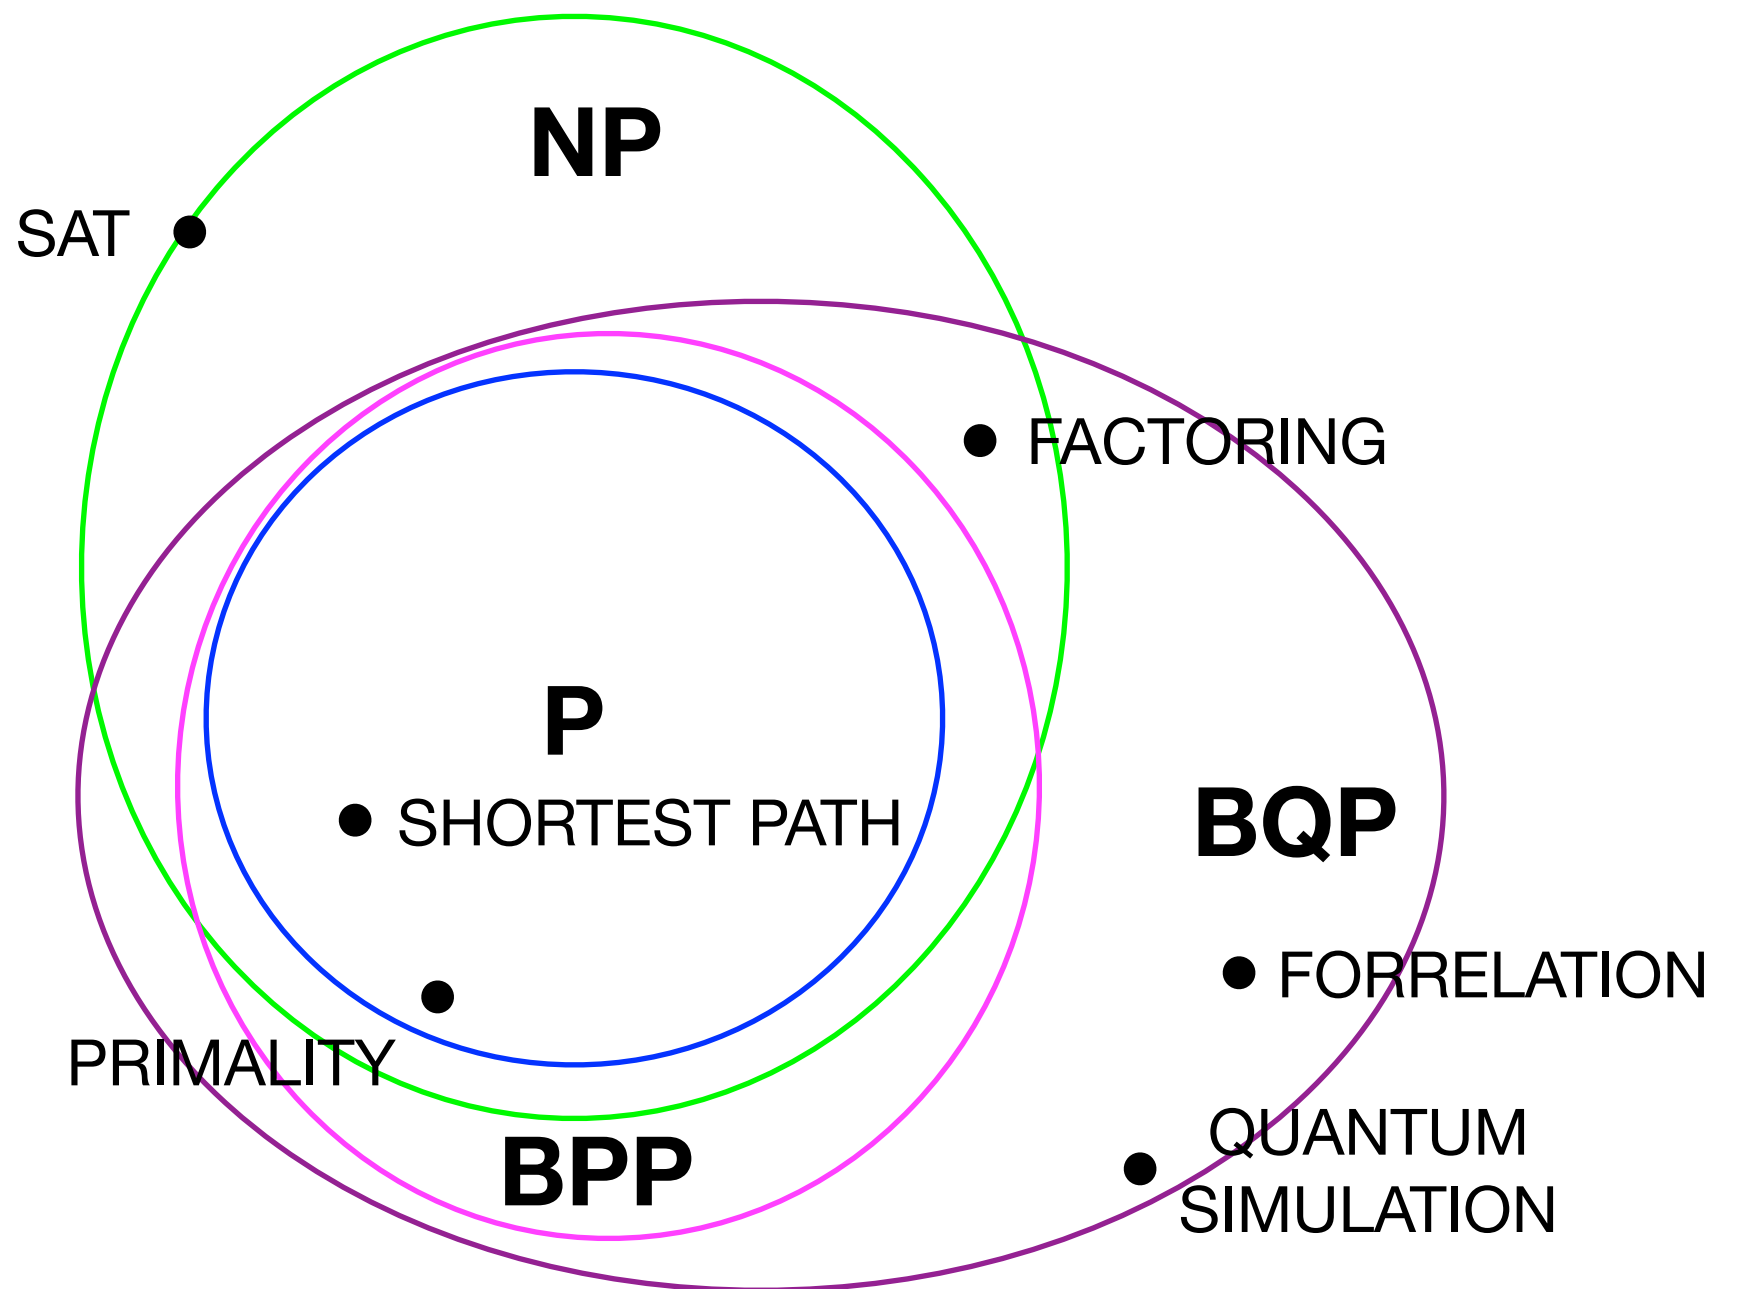 NP
SAT
FACTORING
P
SHORTEST PATH
BQP
FORRELATION
PRIMALITY
BPP
QUANTUM
SIMULATION